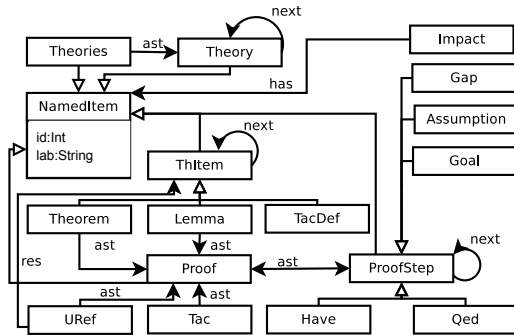 next
Theories
ast
Theory
Impact
has
Gap
NamedItem
id:Int
lab:String
next
Assumption
ThItem
Goal
Theorem
Lemma
TacDef
ast
ast
next
res
Proof
ast
ProofStep
ast
ast
URef
Tac
Have
Qed